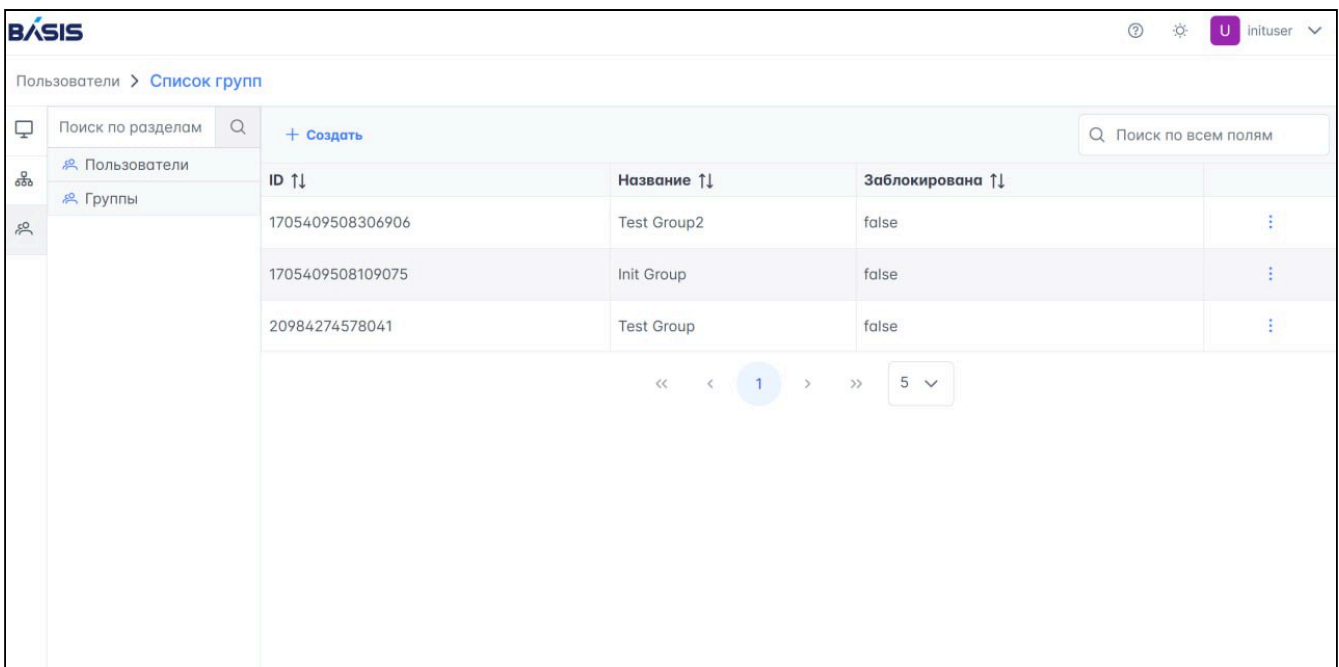 BASIS
U inituser
Пользователи > Список групп
Поиск по разделам
+ Создать
Поиск по всем полям
Пользователи
Группы
ID Название Заблокирована
1705409508306906 Test Group2 false
1705409508109075 Init Group false
20984274578041 Test Group false
<< < 1 > >> 5